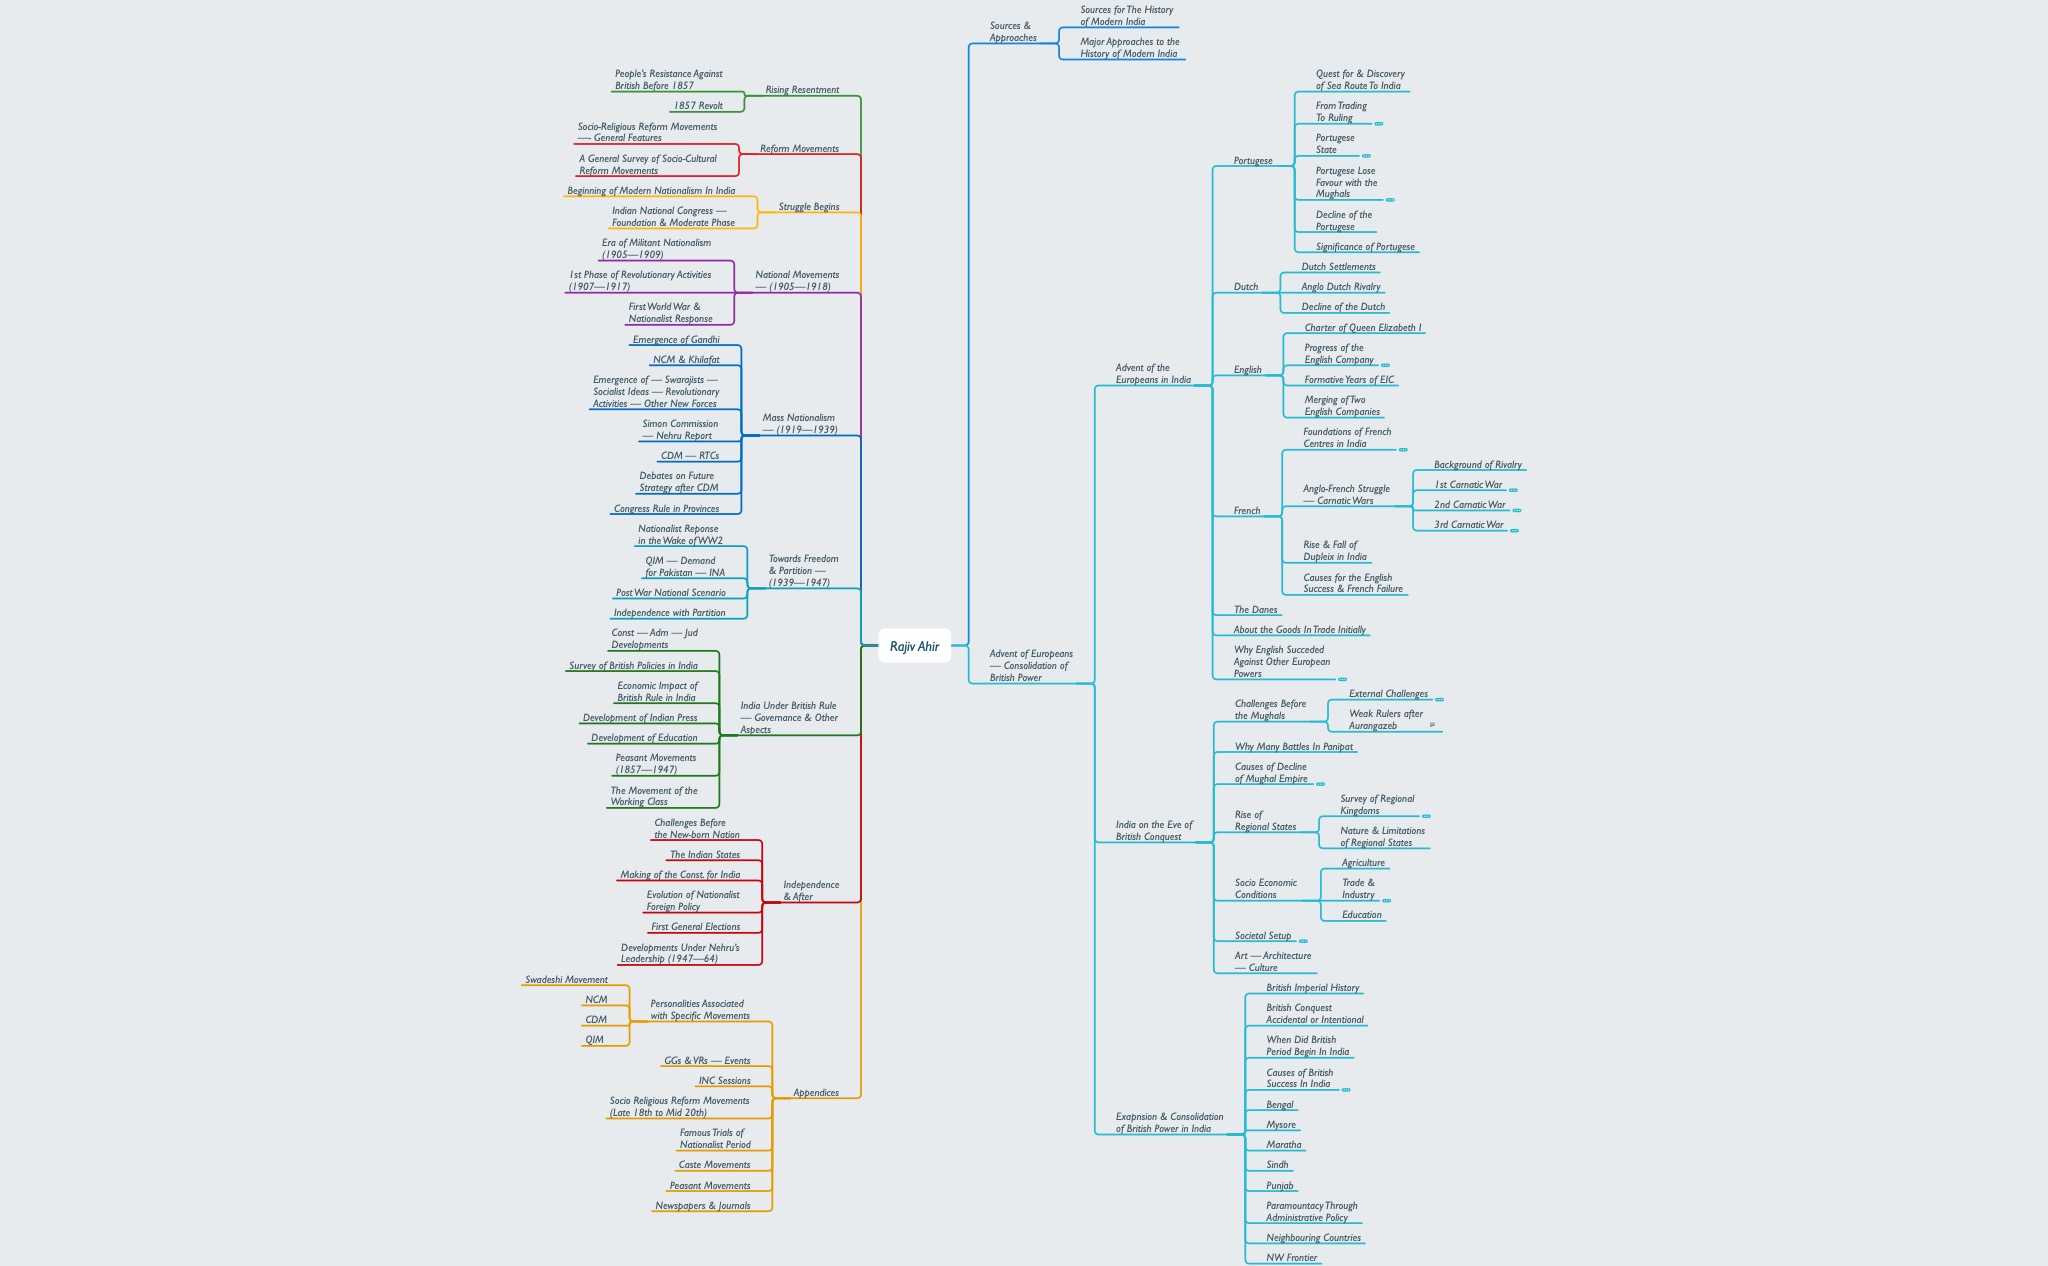 Rajiv Ahir
Sources &
Approaches
Sources for The History
of Modern India
Major Approaches to the
History of Modern India
Advent of Europeans
— Consolidation of
British Power
Advent of the
Europeans in India
Portugese
Quest for & Discovery
of Sea Route To India
From Trading
To Ruling
Portugese
State
Portugese Lose
Favour with the
Mughals
Decline of the
Portugese
Significance of Portugese
Dutch
Dutch Settlements
Anglo Dutch Rivalry
Decline of the Dutch
English
Charter of Queen Elizabeth I
Progress of the
English Company
Formative Years of EIC
Merging of Two
English Companies
French
Foundations of French
Centres in India
Anglo-French Struggle
— Carnatic Wars
Background of Rivalry
1st Carnatic War
2nd Carnatic War
3rd Carnatic War
Rise & Fall of
Dupleix in India
Causes for the English
Success & French Failure
The Danes
About the Goods In Trade Initially
Why English Succeded
Against Other European
Powers
India on the Eve of
British Conquest
Challenges Before
the Mughals
External Challenges
Weak Rulers after
Aurangazeb
Why Many Battles In Panipat
Causes of Decline
of Mughal Empire
Rise of
Regional States
Survey of Regional
Kingdoms
Nature & Limitations
of Regional States
Socio Economic
Conditions
Agriculture
Trade &
Industry
Education
Societal Setup
Art — Architecture
— Culture
Exapnsion & Consolidation
of British Power in India
British Imperial History
British Conquest
Accidental or Intentional
When Did British
Period Begin In India
Causes of British
Success In India
Bengal
Mysore
Maratha
Sindh
Punjab
Paramountacy Through
Administrative Policy
Neighbouring Countries
NW Frontier
Rising Resentment
People's Resistance Against
British Before 1857
1857 Revolt
Reform Movements
Socio-Religious Reform Movements
— General Features
A General Survey of Socio-Cultural
Reform Movements
Struggle Begins
Beginning of Modern Nationalism In India
Indian National Congress —
Foundation & Moderate Phase
National Movements
— (1905—1918)
Era of Militant Nationalism
(1905—1909)
1st Phase of Revolutionary Activities
(1907—1917)
First World War &
Nationalist Response
Mass Nationalism
— (1919—1939)
Emergence of Gandhi
NCM & Khilafat
Emergence of — Swarajists —
Socialist Ideas — Revolutionary
Activities — Other New Forces
Simon Commission
— Nehru Report
CDM — RTCs
Debates on Future
Strategy after CDM
Congress Rule in Provinces
Towards Freedom
& Partition —
(1939—1947)
Nationalist Reponse
in the Wake of WW2
QIM — Demand
for Pakistan — INA
Post War National Scenario
Independence with Partition
India Under British Rule
— Governance & Other
Aspects
Const — Adm — Jud
Developments
Survey of British Policies in India
Economic Impact of
British Rule in India
Development of Indian Press
Development of Education
Peasant Movements
(1857—1947)
The Movement of the
Working Class
Independence
& After
Challenges Before
the New-born Nation
The Indian States
Making of the Const. for India
Evolution of Nationalist
Foreign Policy
First General Elections
Developments Under Nehru's
Leadership (1947—64)
Appendices
Personalities Associated
with Specific Movements
Swadeshi Movement
NCM
CDM
QIM
GGs & VRs — Events
INC Sessions
Socio Religious Reform Movements
(Late 18th to Mid 20th)
Famous Trials of
Nationalist Period
Caste Movements
Peasant Movements
Newspapers & Journals